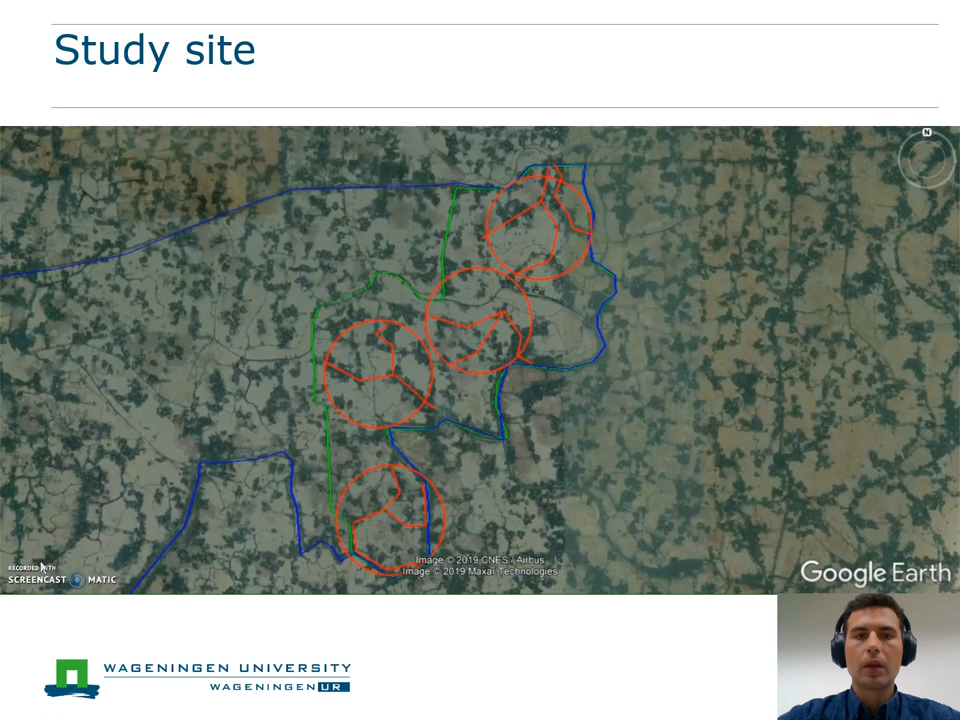 Study site
N
RECORDED WITH
SCREENCAST MATIC
Image © 2019 CNES / Airbus
Image © 2019 Maxar Technologies
Google Earth
WAGENINGEN UNIVERSITY
WAGENINGEN UR